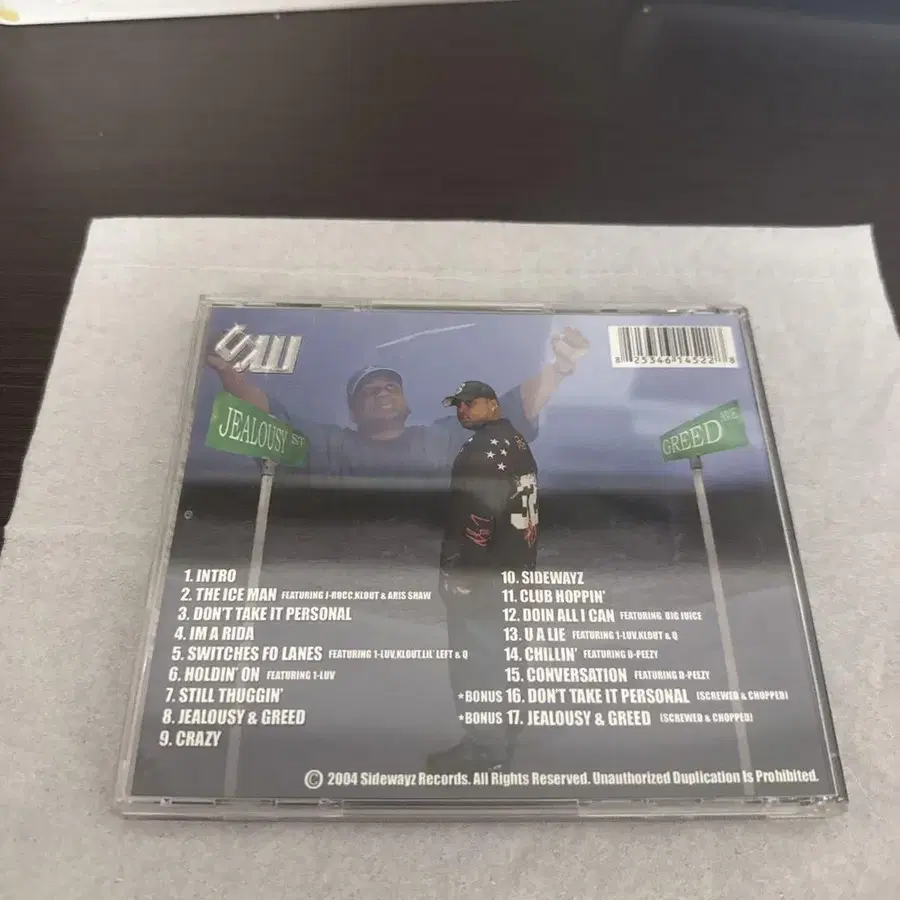 8 25346 14522 8
JEALOUSY ST
GREED AVE
1. INTRO
2. THE ICE MAN FEATURING J-ROCC,KLOUT & ARIS SHAW
3. DON'T TAKE IT PERSONAL
4. IM A RIDA
5. SWITCHES FO LANES FEATURING 1-LUV,KLOUT,LIL' LEFT & Q
6. HOLDIN' ON FEATURING 1-LUV
7. STILL THUGGIN'
8. JEALOUSY & GREED
9. CRAZY
10. SIDEWAYZ
11. CLUB HOPPIN'
12. DOIN ALL I CAN FEATURING BIG JUICE
13. U A LIE FEATURING 1-LUV,KLOUT & Q
14. CHILLIN' FEATURING D-PEEZY
15. CONVERSATION FEATURING D-PEEZY
*BONUS 16. DON'T TAKE IT PERSONAL (SCREWED & CHOPPED)
*BONUS 17. JEALOUSY & GREED (SCREWED & CHOPPED)
© 2004 Sidewayz Records. All Rights Reserved. Unauthorized Duplication Is Prohibited.